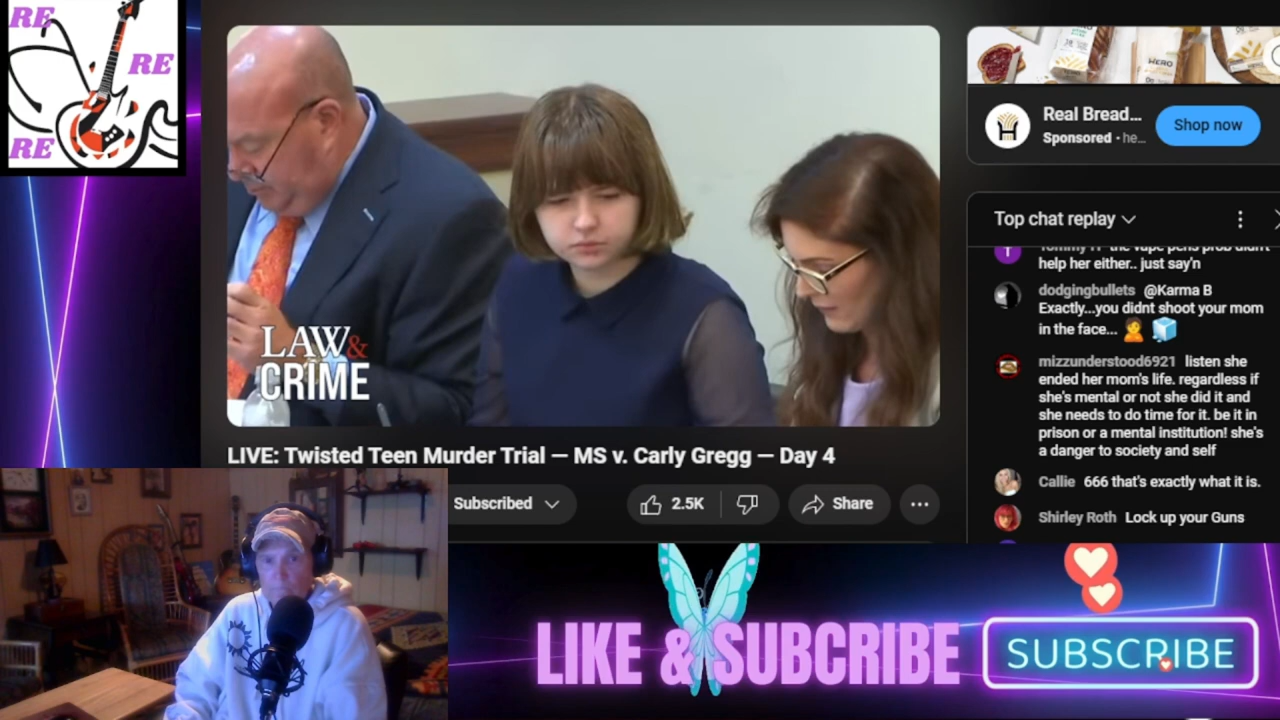 RE
RE
RE
LAW&
CRIME
LIVE: Twisted Teen Murder Trial — MS v. Carly Gregg — Day 4
Subscribed
2.5K
Share
WERO
Real Bread...
Sponsored • he...
Shop now
Top chat replay
help her either.. just say'n
dodgingbullets @Karma B
Exactly...you didnt shoot your mom
in the face...
mizzunderstood6921 listen she
ended her mom's life. regardless if
she's mental or not she did it and
she needs to do time for it. be it in
prison or a mental institution! she's
a danger to society and self
Callie 666 that's exactly what it is.
Shirley Roth Lock up your Guns
LIKE & SUBCRIBE
SUBSCRIBE